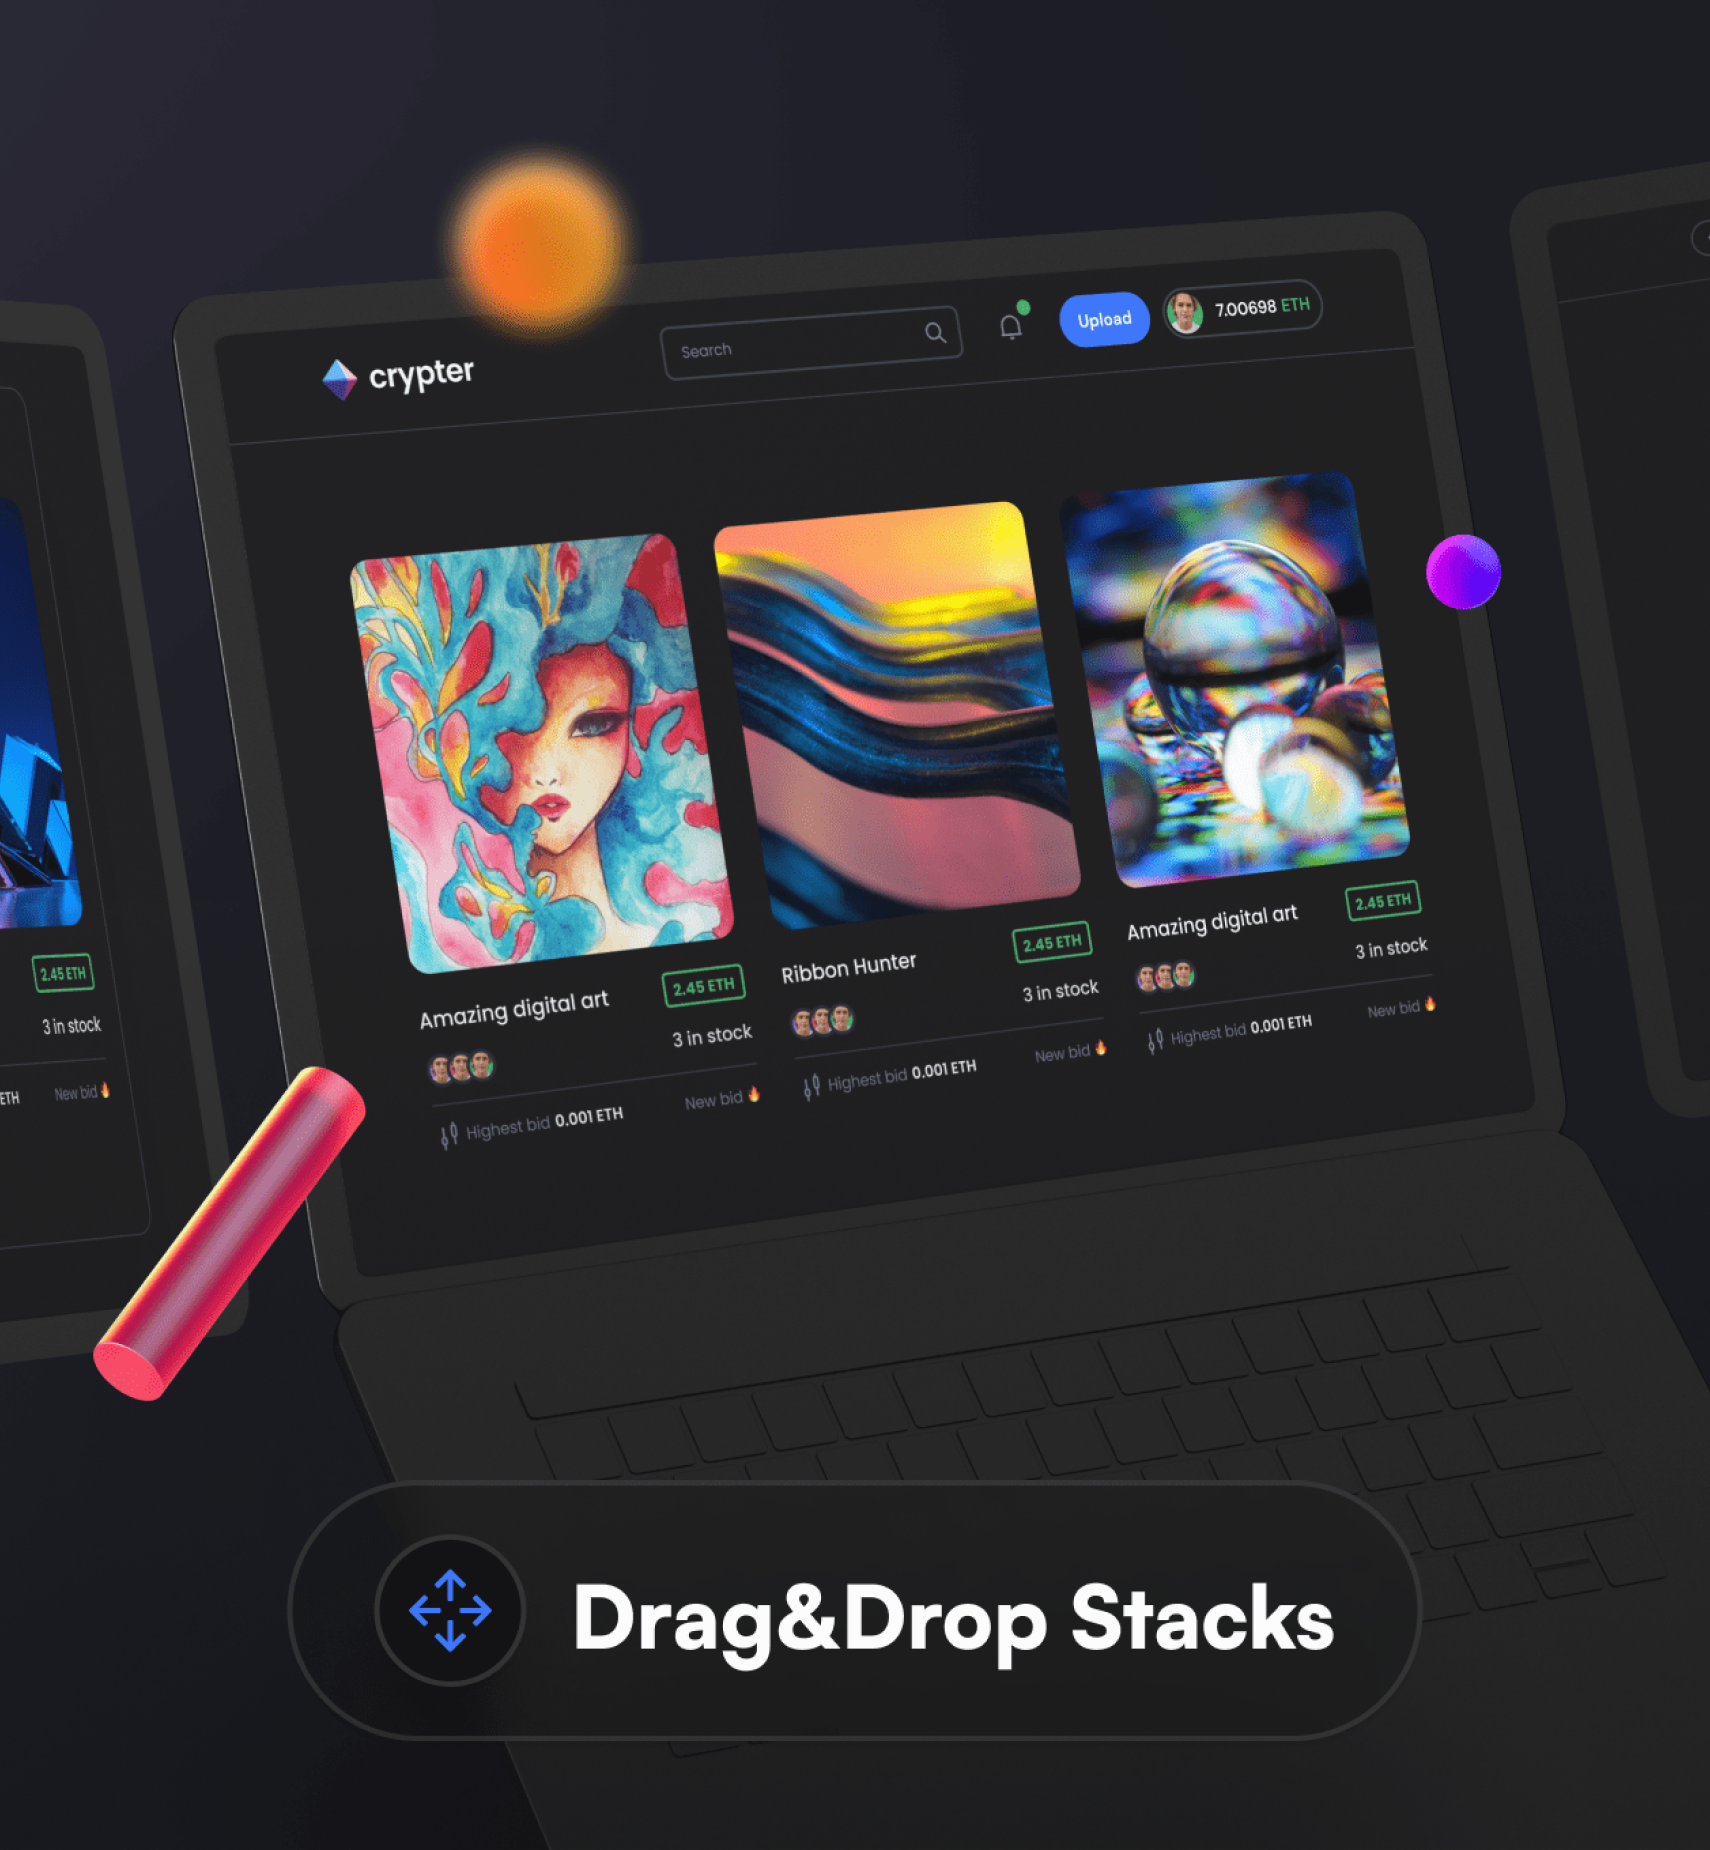 crypter
Search
Upload
7.00698 ETH
Amazing digital art
2.45 ETH
3 in stock
Highest bid 0.001 ETH
New bid🔥
Ribbon Hunter
2.45 ETH
3 in stock
Highest bid 0.001 ETH
New bid🔥
Amazing digital art
2.45 ETH
3 in stock
Highest bid 0.001 ETH
New bid🔥
2.45 ETH
3 in stock
ETH
New bid🔥
Drag&Drop Stacks